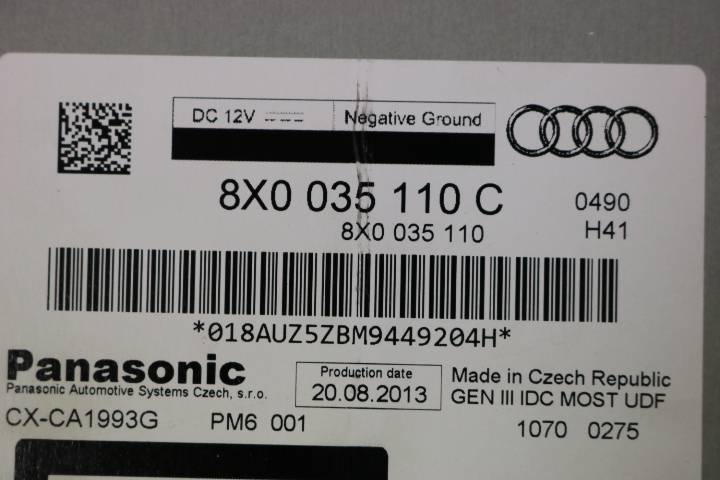 DC 12V Negative Ground
8X0 035 110 C 0490
8X0 035 110 H41
*018AUZ5ZBM9449204H*
Panasonic
Panasonic Automotive Systems Czech, s.r.o.
CX-CA1993G PM6 001
Production date
20.08.2013
Made in Czech Republic
GEN III IDC MOST UDF
1070 0275